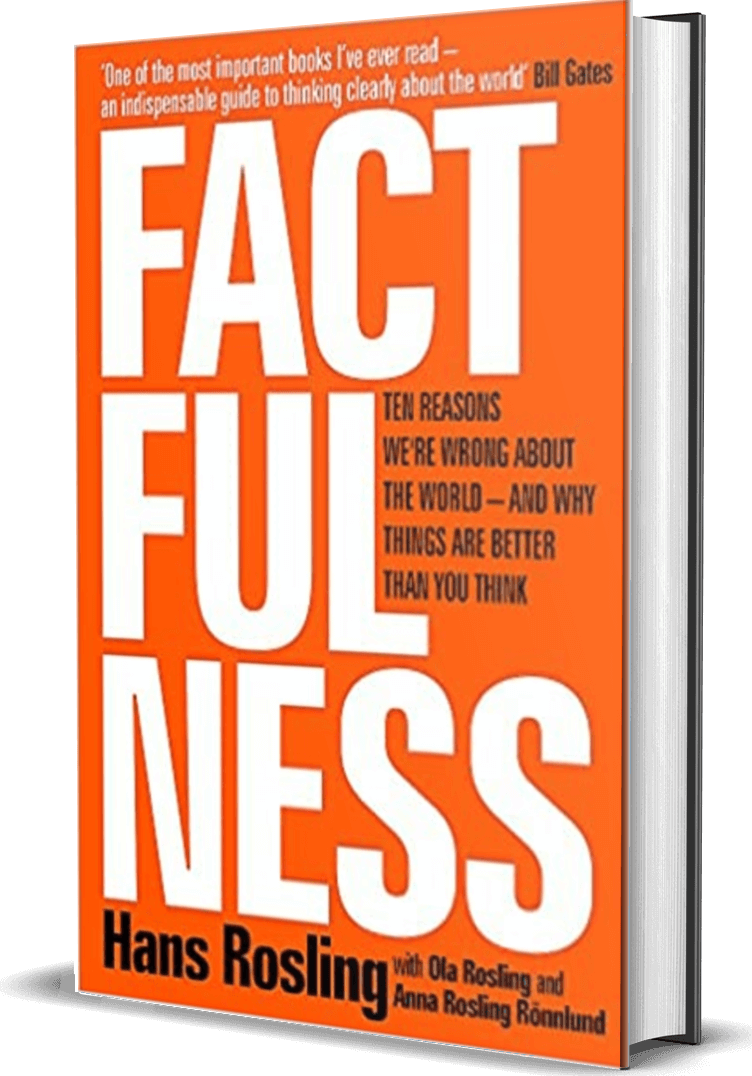 ‘One of the most important books I’ve ever read –
an indispensable guide to thinking clearly about the world’ Bill Gates
FACT
FUL
TEN REASONS
WE’RE WRONG ABOUT
THE WORLD – AND WHY
THINGS ARE BETTER
THAN YOU THINK
NESS
Hans Rosling
with Ola Rosling and
Anna Rosling Rönnlund